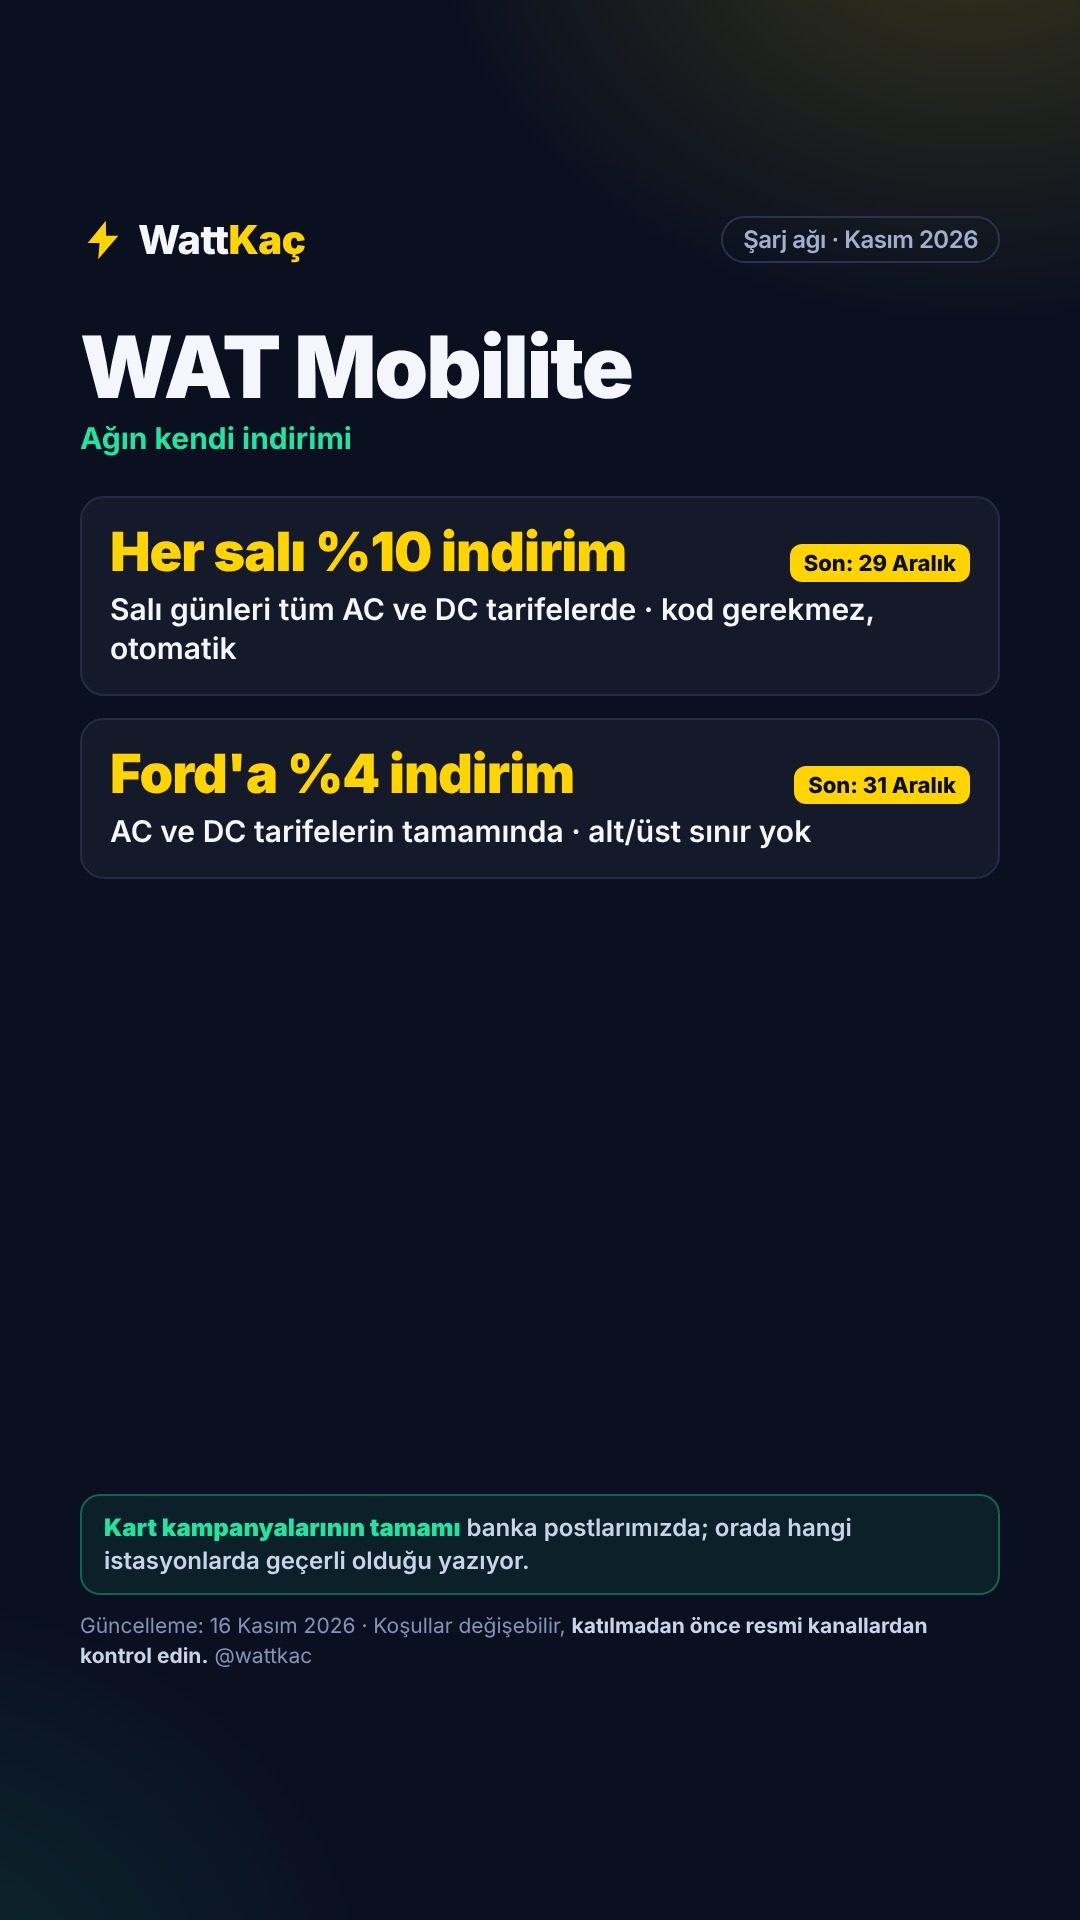 WattKaç
Şarj ağı · Kasım 2026
WAT Mobilite
Ağın kendi indirimi
Her salı %10 indirim
Son: 29 Aralık
Salı günleri tüm AC ve DC tarifelerde · kod gerekmez,
otomatik
Ford'a %4 indirim
Son: 31 Aralık
AC ve DC tarifelerin tamamında · alt/üst sınır yok
Kart kampanyalarının tamamı banka postlarımızda; orada hangi
istasyonlarda geçerli olduğu yazıyor.
Güncelleme: 16 Kasım 2026 · Koşullar değişebilir, katılmadan önce resmi kanallardan
kontrol edin. @wattkac